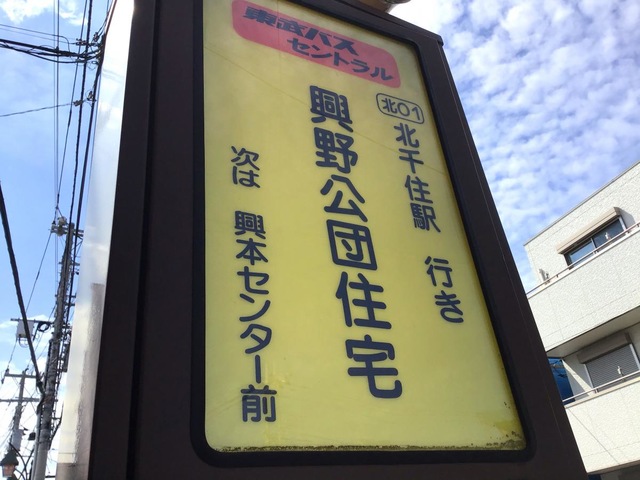 東武バス
セントラル
北01 北千住駅 行き
興野公団住宅
次は 興本センター前